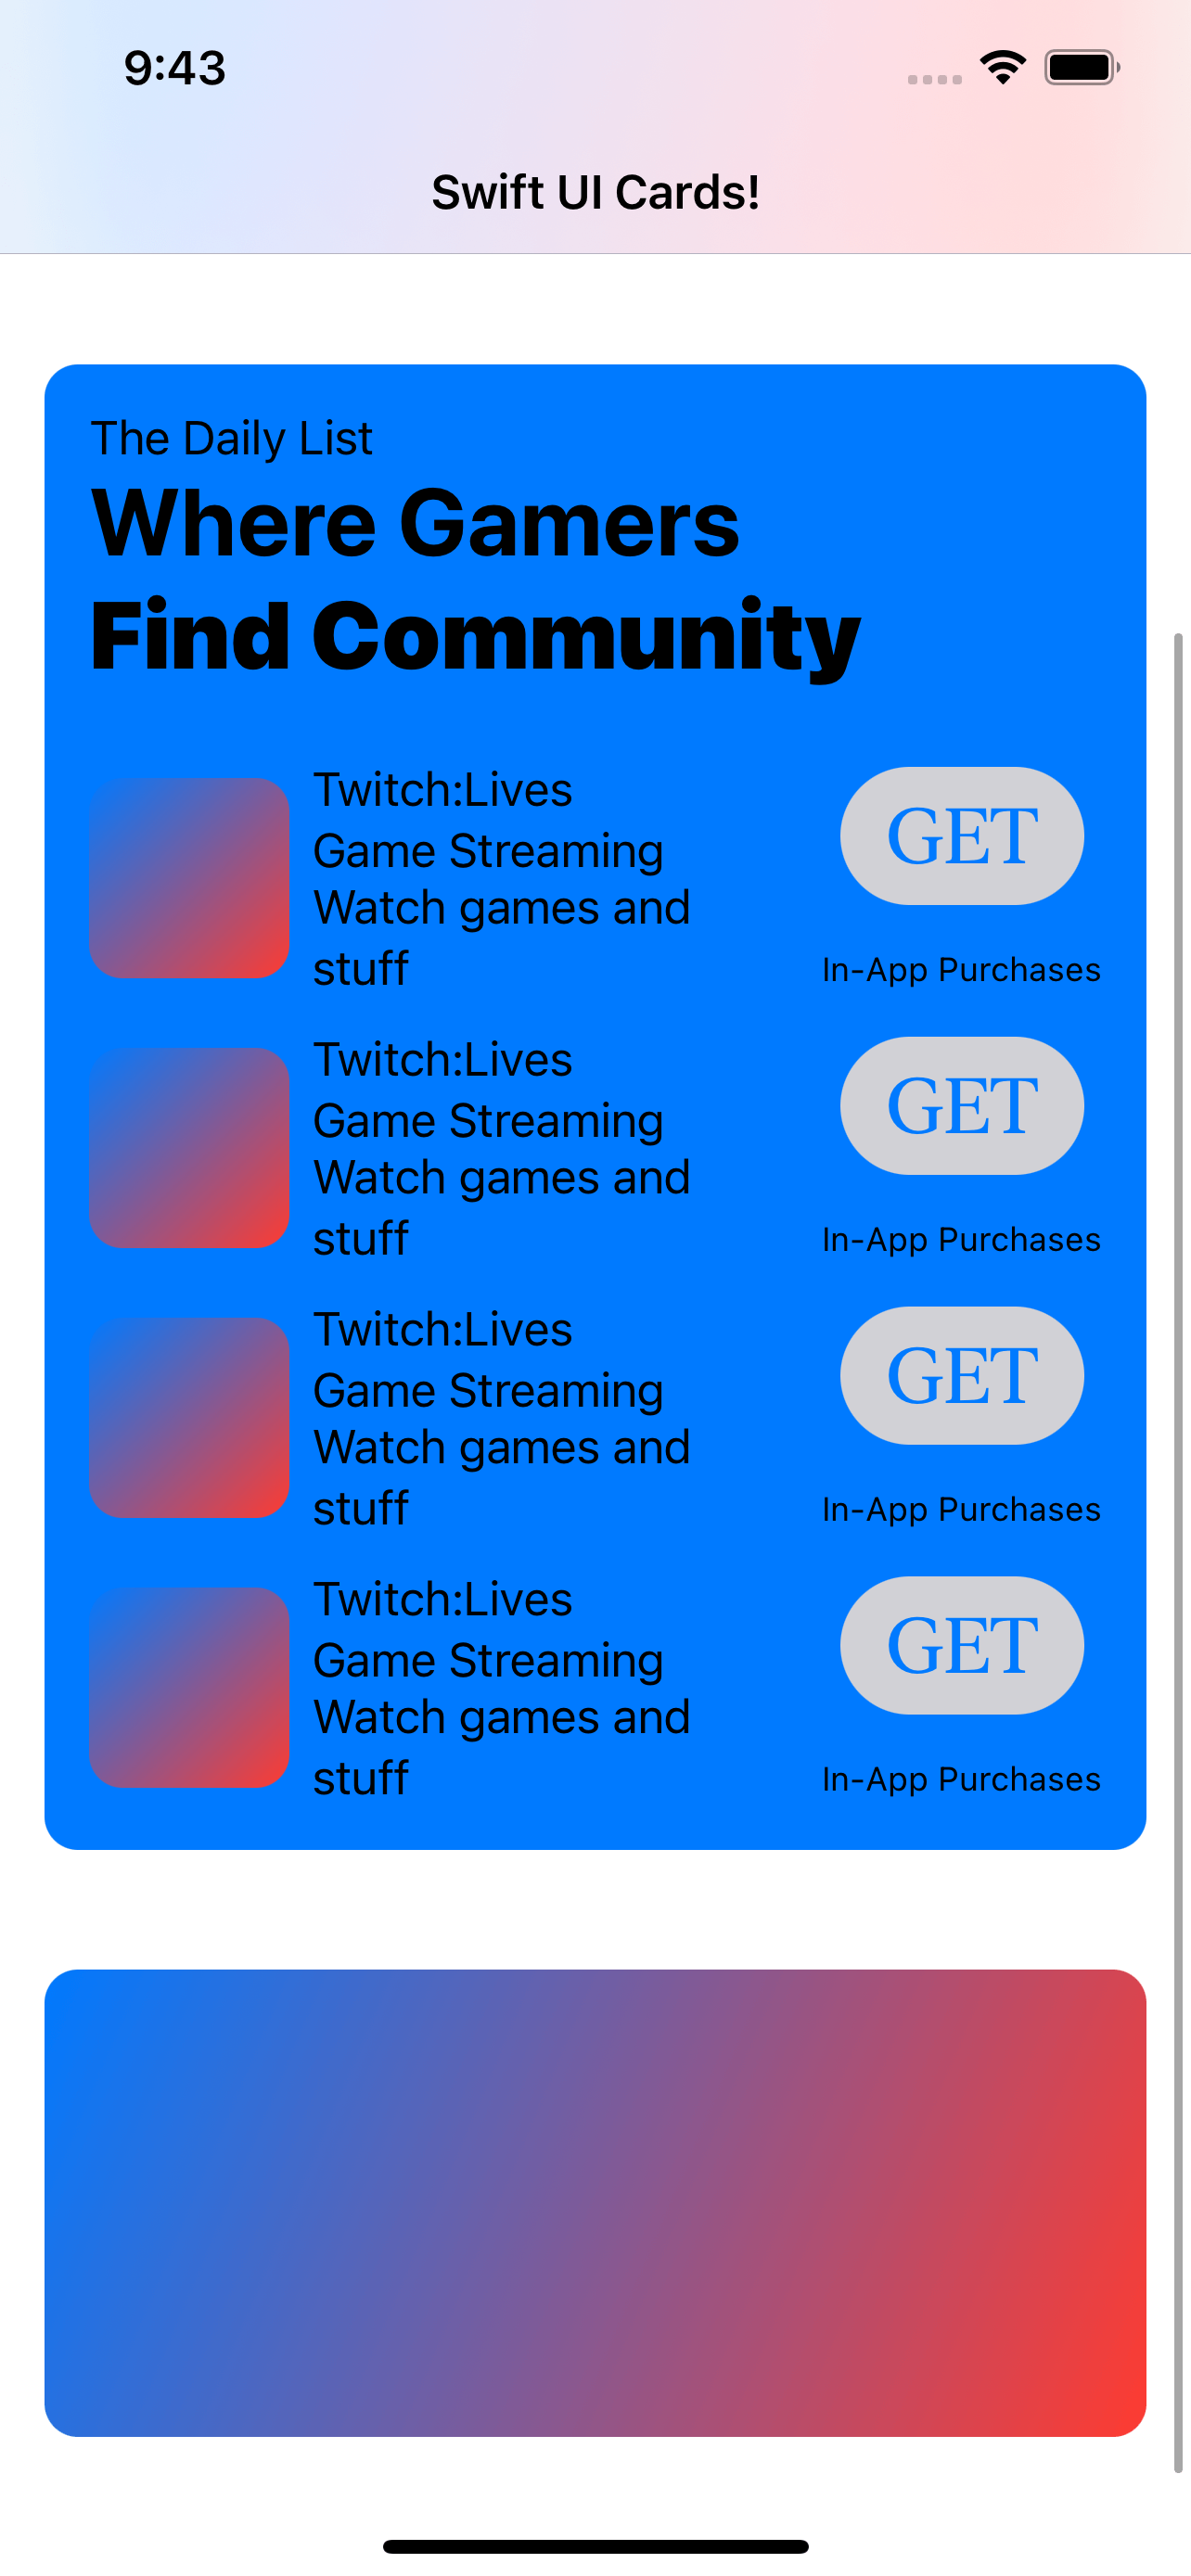 9:43
Swift UI Cards!
The Daily List
Where Gamers
Find Community
Twitch:Lives
Game Streaming
Watch games and
stuff
GET
In-App Purchases
Twitch:Lives
Game Streaming
Watch games and
stuff
GET
In-App Purchases
Twitch:Lives
Game Streaming
Watch games and
stuff
GET
In-App Purchases
Twitch:Lives
Game Streaming
Watch games and
stuff
GET
In-App Purchases